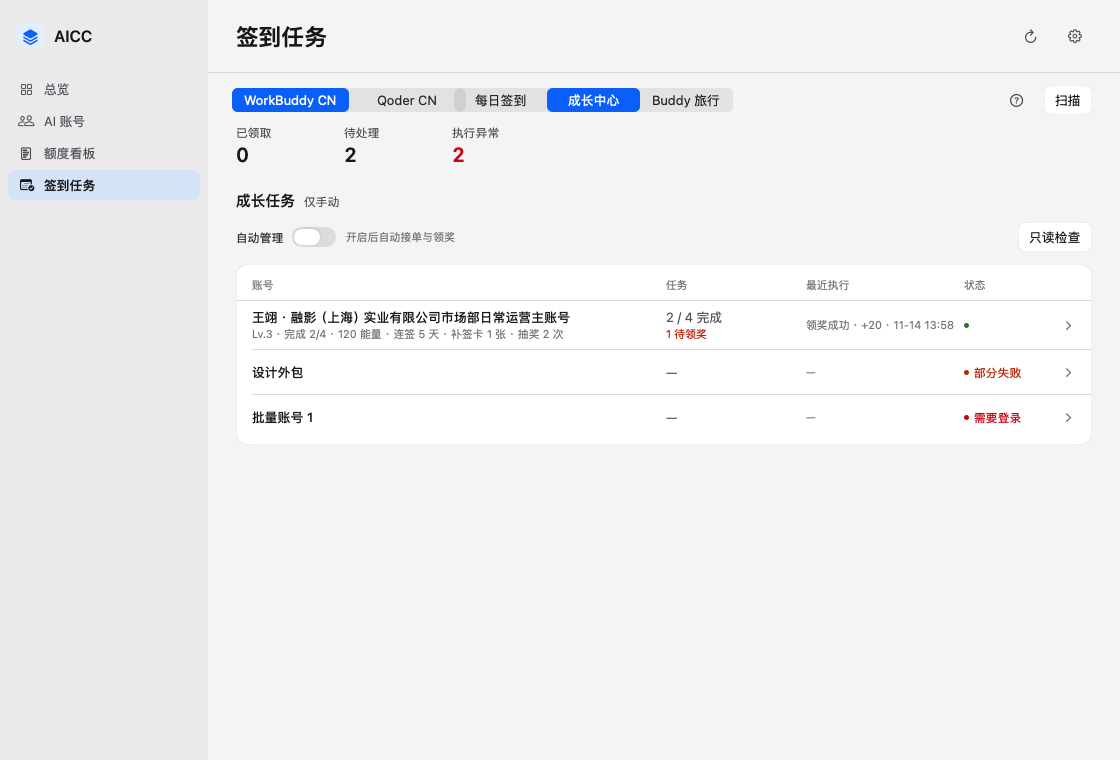 AICC
总览
AI 账号
额度看板
签到任务
签到任务
WorkBuddy CN
Qoder CN
每日签到
成长中心
Buddy 旅行
扫描
已领取
待处理
执行异常
0
2
2
成长任务 仅手动
自动管理
开启后自动接单与领奖
只读检查
账号
任务
最近执行
状态
王翊 · 融影（上海）实业有限公司市场部日常运营主账号
Lv.3 · 完成 2/4 · 120 能量 · 连签 5 天 · 补签卡 1 张 · 抽奖 2 次
2 / 4 完成
1 待领奖
领奖成功 · +20 · 11-14 13:58
设计外包
—
—
部分失败
批量账号 1
—
—
需要登录